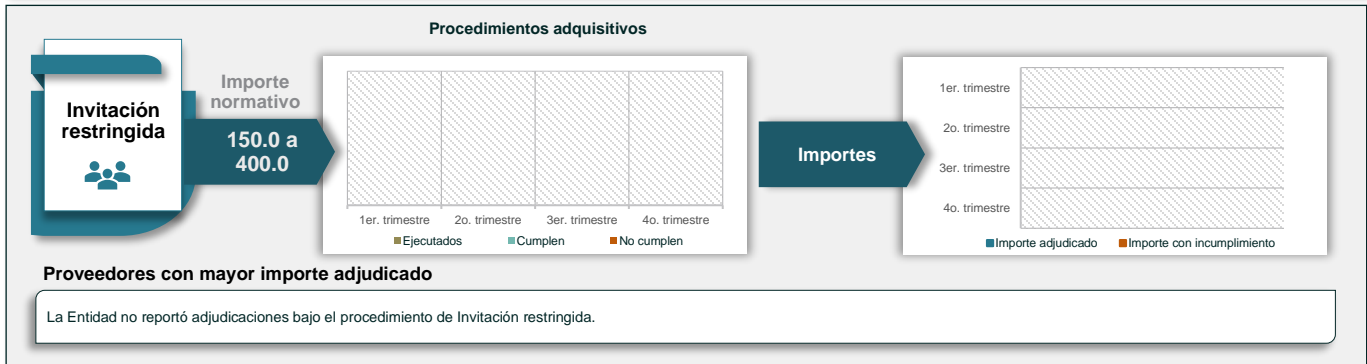 Procedimientos adquisitivos
Invitación
restringida
Importe
normativo
150.0 a
400.0
1er. trimestre
2o. trimestre
3er. trimestre
4o. trimestre
Ejecutados
Cumplen
No cumplen
Importes
1er. trimestre
2o. trimestre
3er. trimestre
4o. trimestre
Importe adjudicado
Importe con incumplimiento
Proveedores con mayor importe adjudicado
La Entidad no reportó adjudicaciones bajo el procedimiento de Invitación restringida.